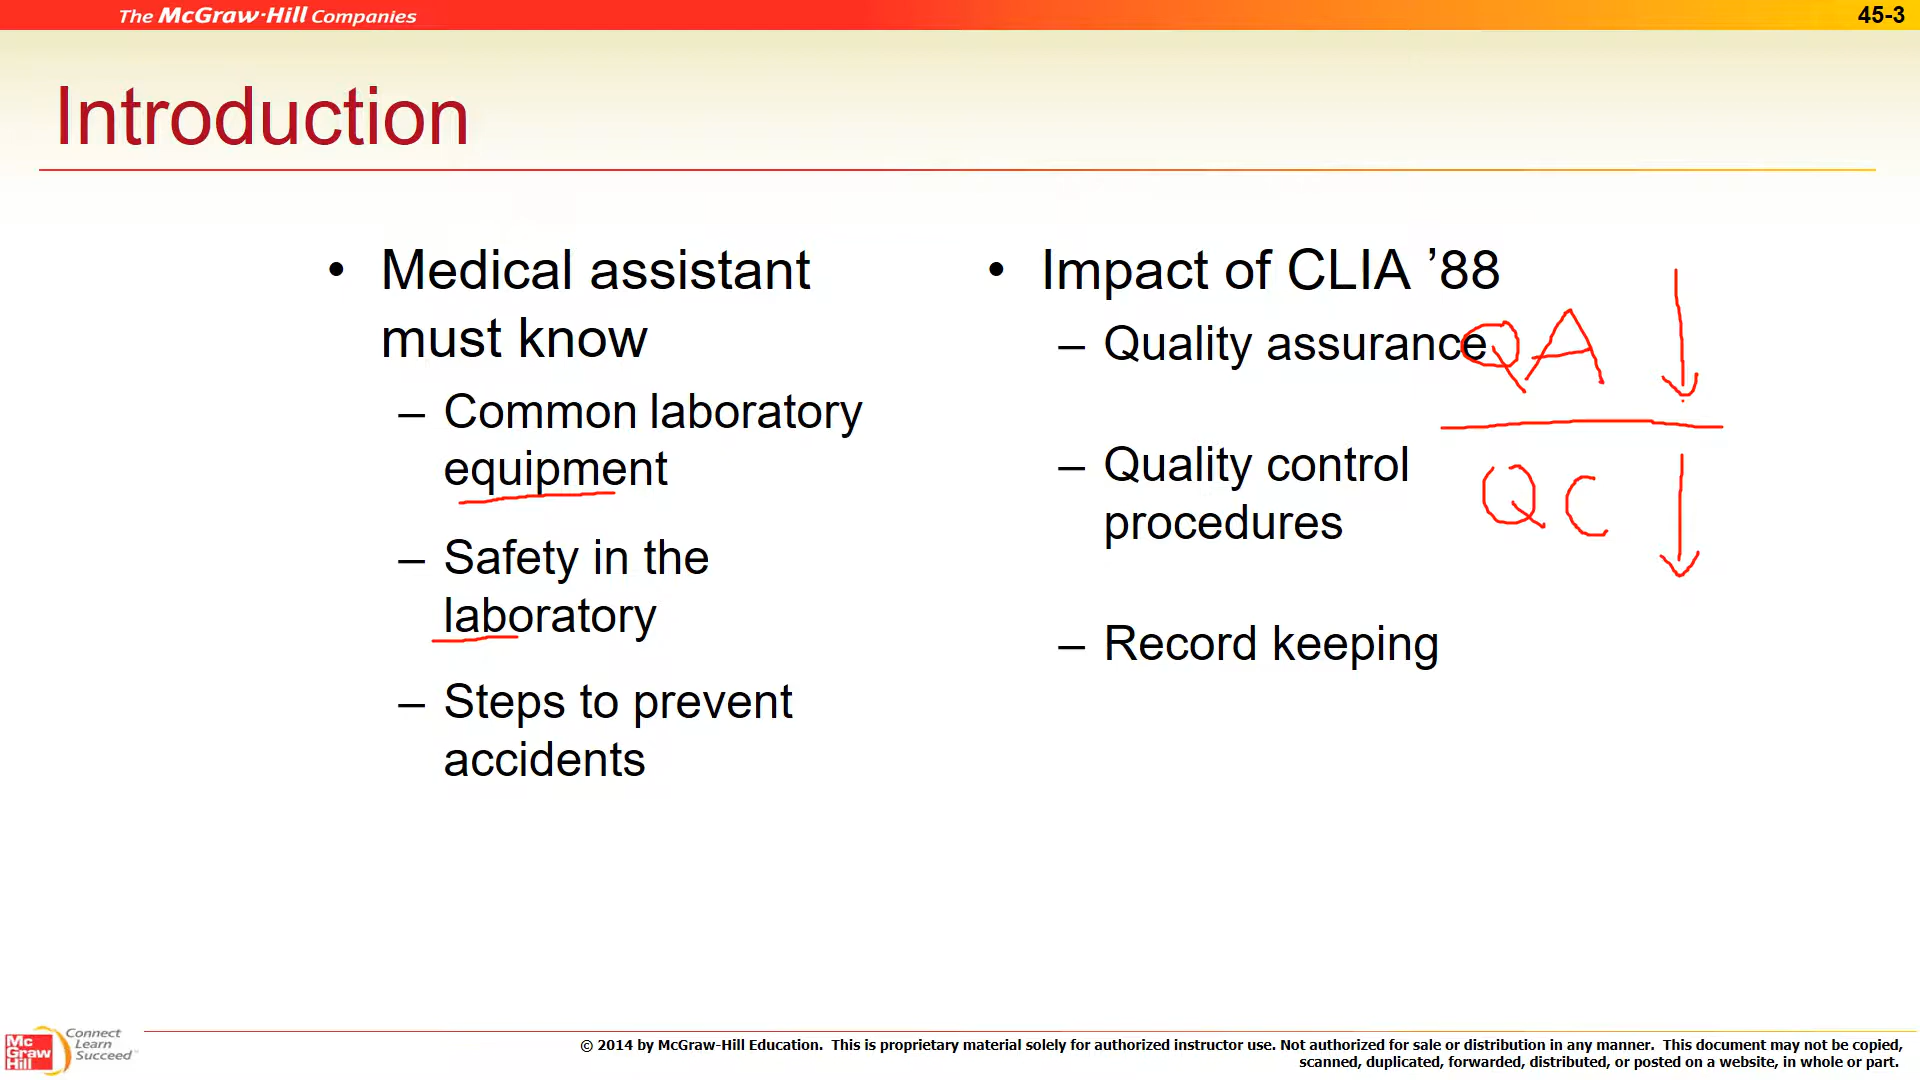 The McGraw-Hill Companies
45-3
Introduction
• Medical assistant
must know
– Common laboratory
equipment
– Safety in the
laboratory
– Steps to prevent
accidents
• Impact of CLIA ’88
– Quality assurance
QA
– Quality control
procedures
QC
– Record keeping
Mc
Graw
Hill
Connect
Learn
Succeed™
© 2014 by McGraw-Hill Education. This is proprietary material solely for authorized instructor use. Not authorized for sale or distribution in any manner. This document may not be copied,
scanned, duplicated, forwarded, distributed, or posted on a website, in whole or part.